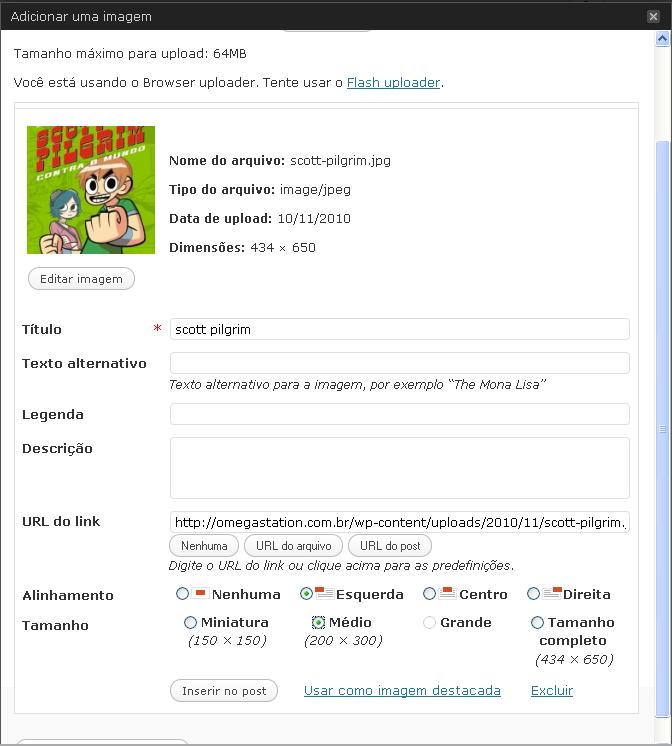 Adicionar uma imagem
Tamanho máximo para upload: 64MB
Você está usando o Browser uploader. Tente usar o Flash uploader.
SCOTT
PILGRIM
CONTRA O MUNDO
Nome do arquivo: scott-pilgrim.jpg
Tipo do arquivo: image/jpeg
Data de upload: 10/11/2010
Dimensões: 434 × 650
Editar imagem
Título * scott pilgrim
Texto alternativo
Texto alternativo para a imagem, por exemplo “The Mona Lisa”
Legenda
Descrição
URL do link http://omegastation.com.br/wp-content/uploads/2010/11/scott-pilgrim.
Nenhuma URL do arquivo URL do post
Digite o URL do link ou clique acima para as predefinições.
Alinhamento Nenhuma Esquerda Centro Direita
Tamanho Miniatura Médio Grande Tamanho completo
(150 × 150) (200 × 300) (434 × 650)
Inserir no post Usar como imagem destacada Excluir